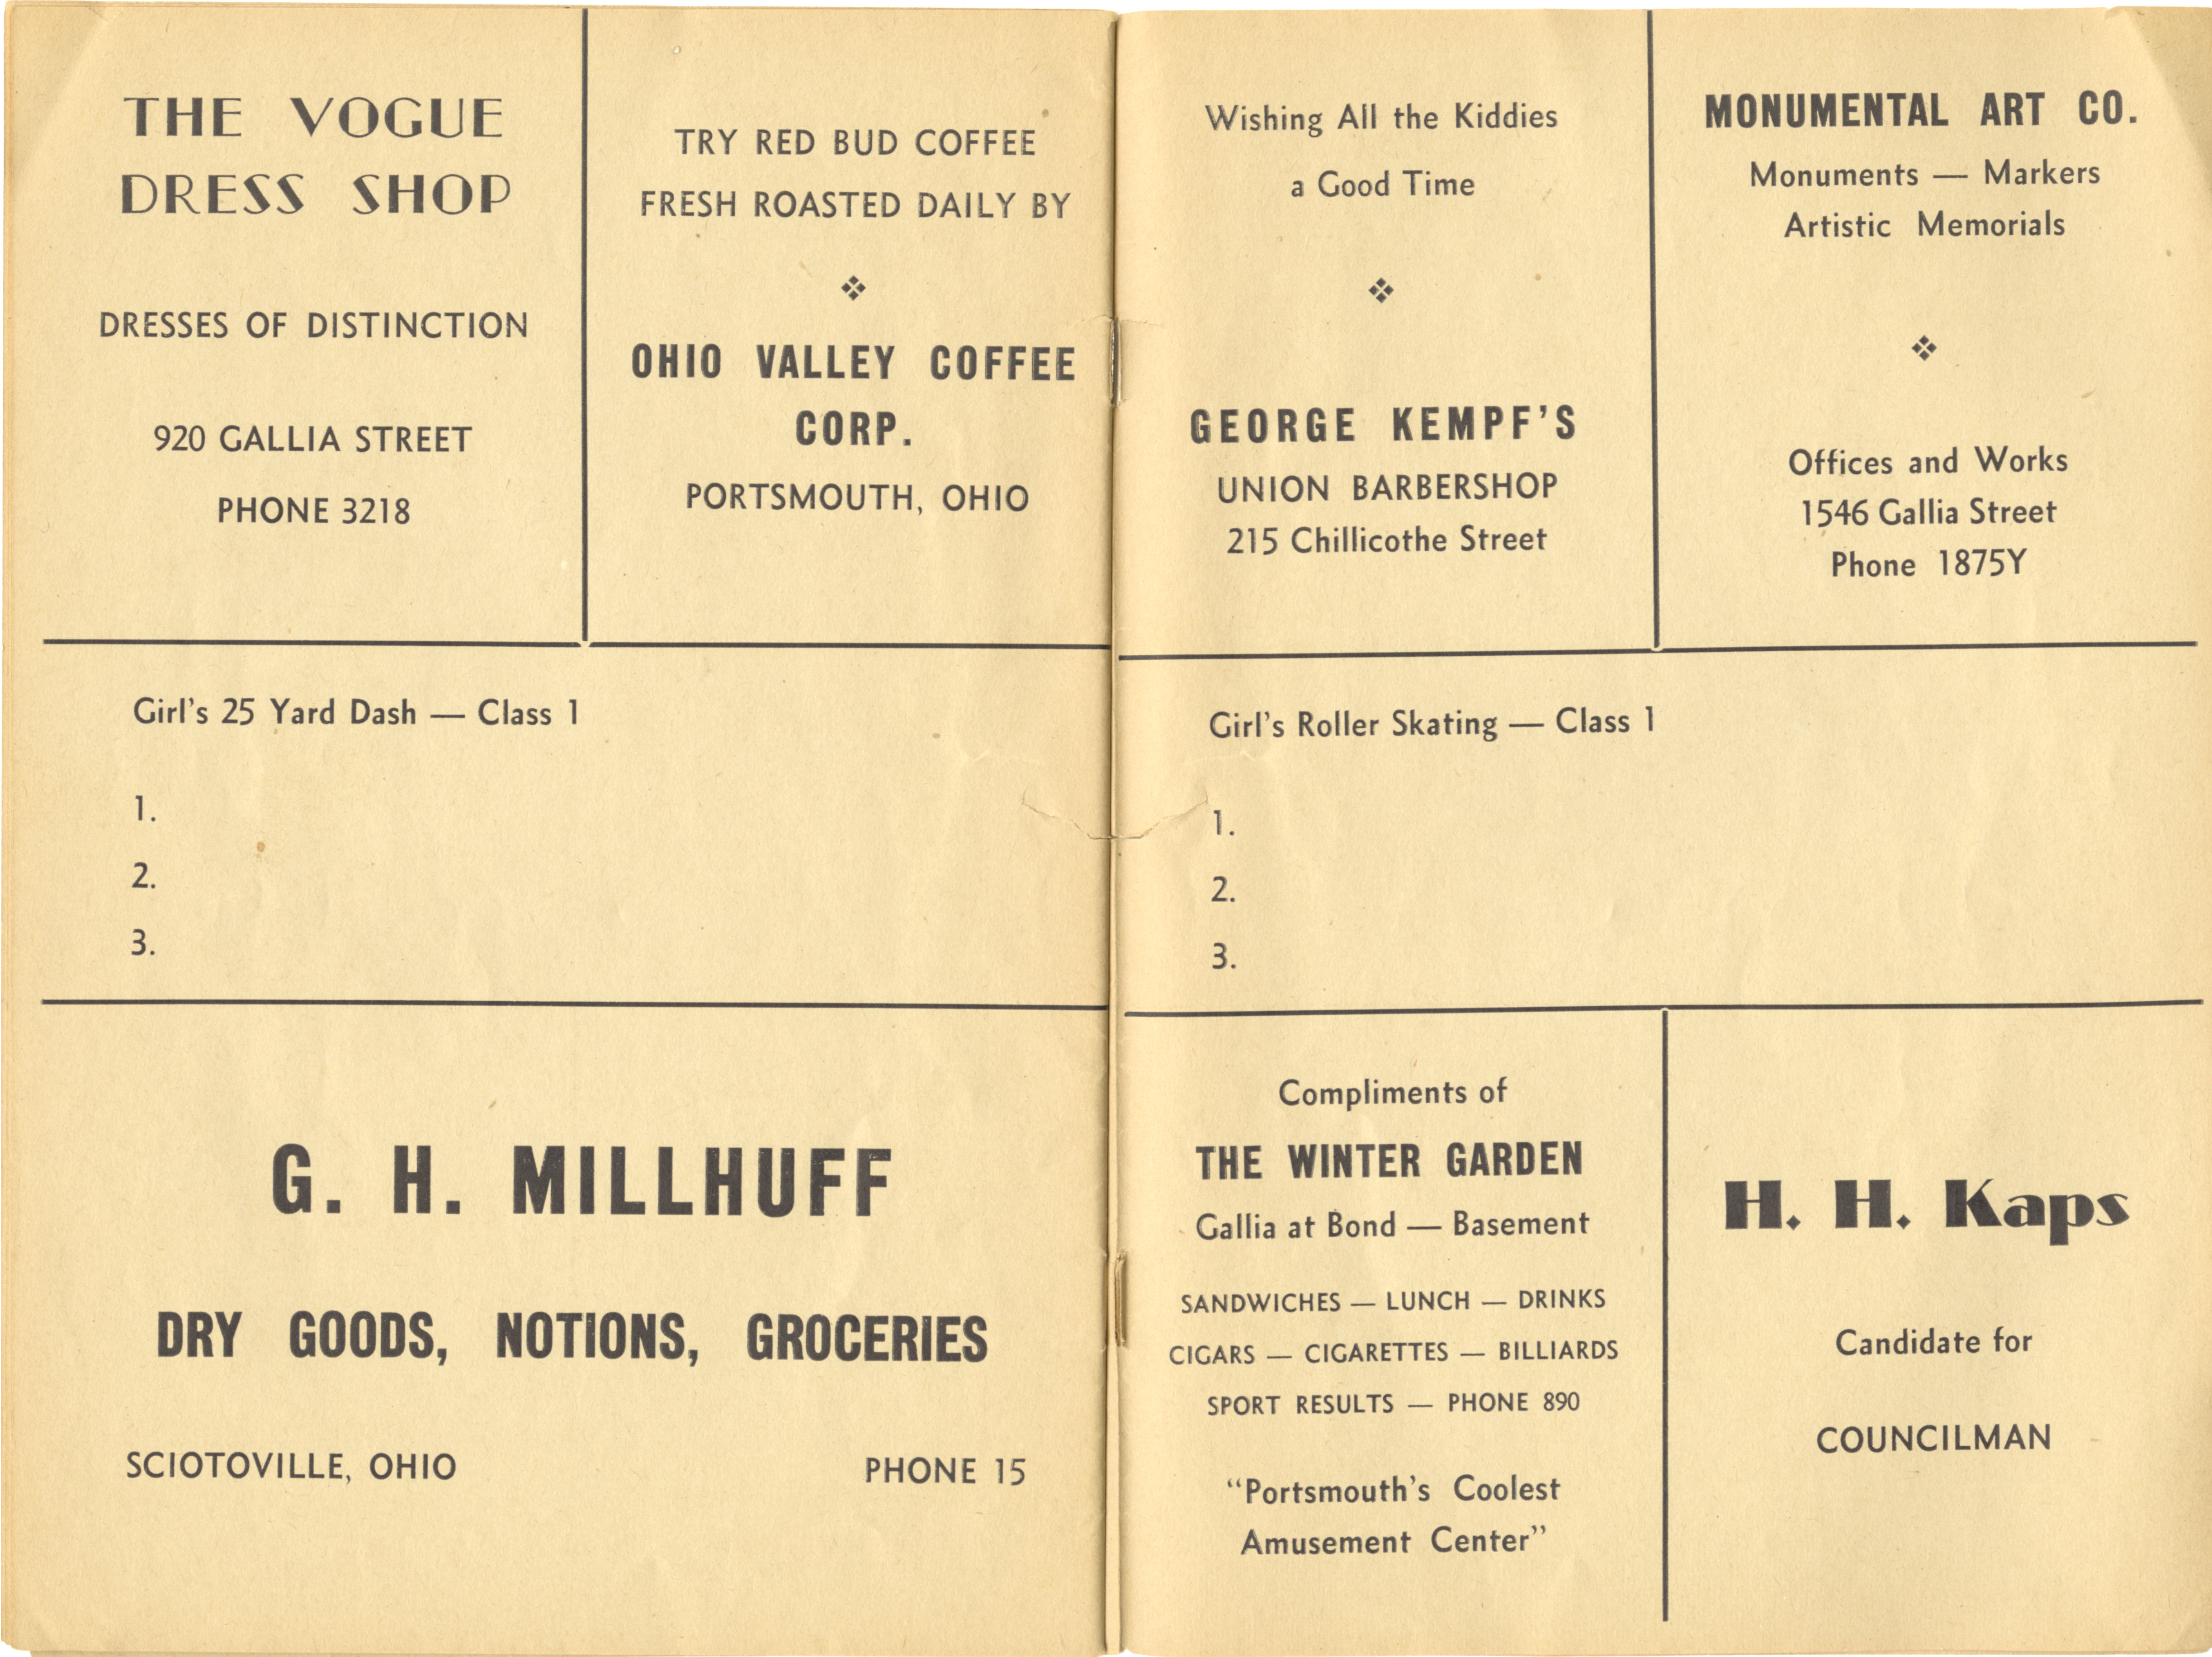 THE VOGUE
DRESS SHOP
DRESSES OF DISTINCTION
920 GALLIA STREET
PHONE 3218
TRY RED BUD COFFEE
FRESH ROASTED DAILY BY
OHIO VALLEY COFFEE
CORP.
PORTSMOUTH, OHIO
Girl's 25 Yard Dash — Class 1
1.
2.
3.
G. H. MILLHUFF
DRY GOODS, NOTIONS, GROCERIES
SCIOTOVILLE, OHIO PHONE 15
Wishing All the Kiddies
a Good Time
GEORGE KEMPF'S
UNION BARBERSHOP
215 Chillicothe Street
MONUMENTAL ART CO.
Monuments — Markers
Artistic Memorials
Offices and Works
1546 Gallia Street
Phone 1875Y
Girl's Roller Skating — Class 1
1.
2.
3.
Compliments of
THE WINTER GARDEN
Gallia at Bond — Basement
SANDWICHES — LUNCH — DRINKS
CIGARS — CIGARETTES — BILLIARDS
SPORT RESULTS — PHONE 890
"Portsmouth's Coolest
Amusement Center"
H. H. Kaps
Candidate for
COUNCILMAN